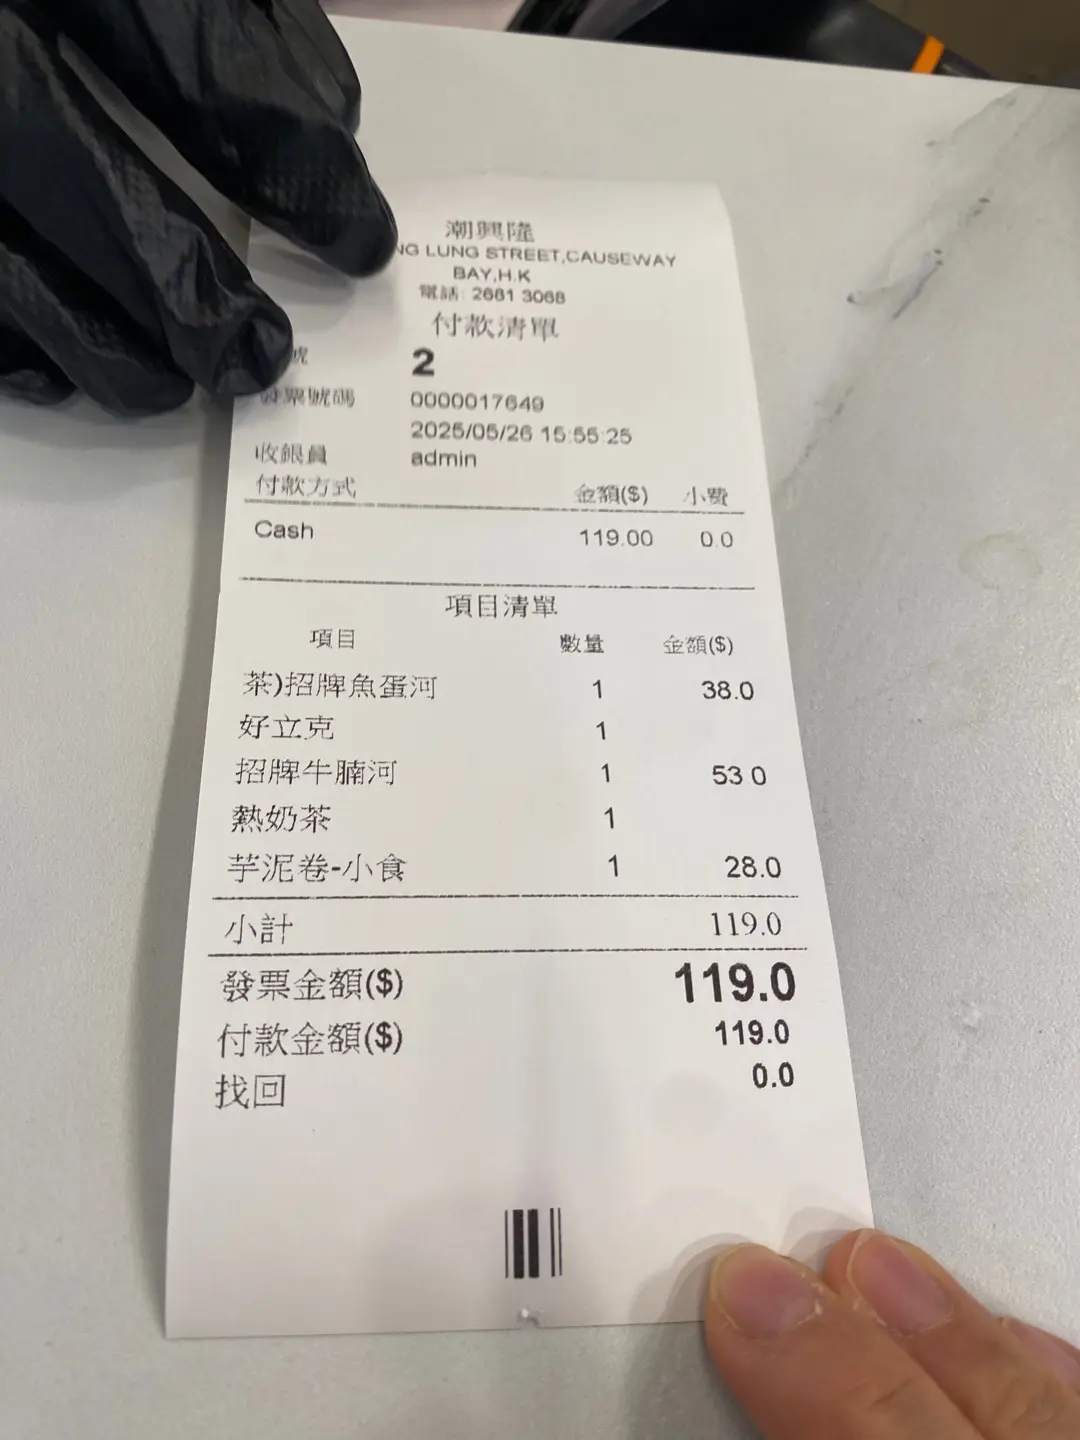 潮興隆
NG LUNG STREET,CAUSEWAY
BAY,H.K
電話: 2681 3068
付款清單
號 2
發票號碼 0000017649
2025/05/26 15:55:25
收銀員 admin
付款方式 金額($) 小費
Cash 119.00 0.0
項目清單
項目 數量 金額($)
茶)招牌魚蛋河 1 38.0
好立克 1
招牌牛腩河 1 53 0
熱奶茶 1
芋泥卷-小食 1 28.0
小計 119.0
發票金額($) 119.0
付款金額($) 119.0
找回 0.0